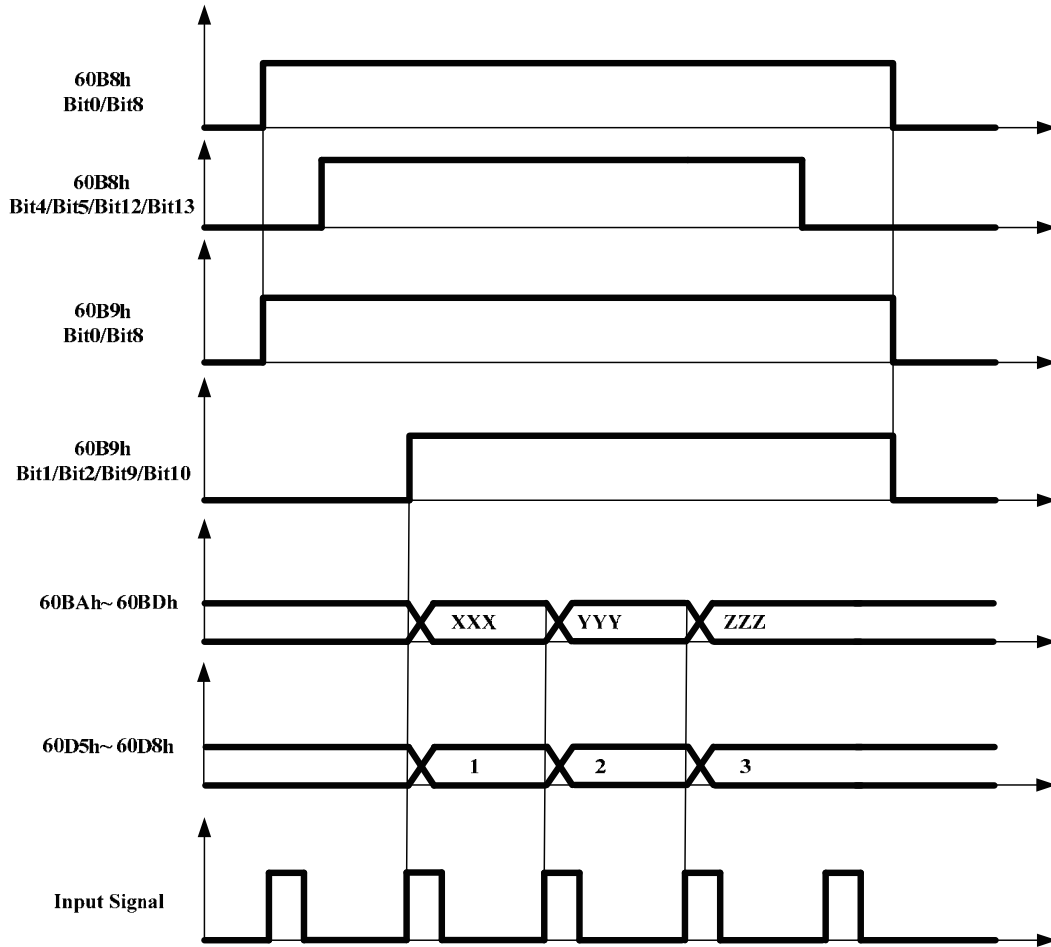 60B8h
Bit0/Bit8
60B8h
Bit4/Bit5/Bit12/Bit13
60B9h
Bit0/Bit8
60B9h
Bit1/Bit2/Bit9/Bit10
60BAh~ 60BDh
XXX
YYY
ZZZ
60D5h~ 60D8h
1
2
3
Input Signal